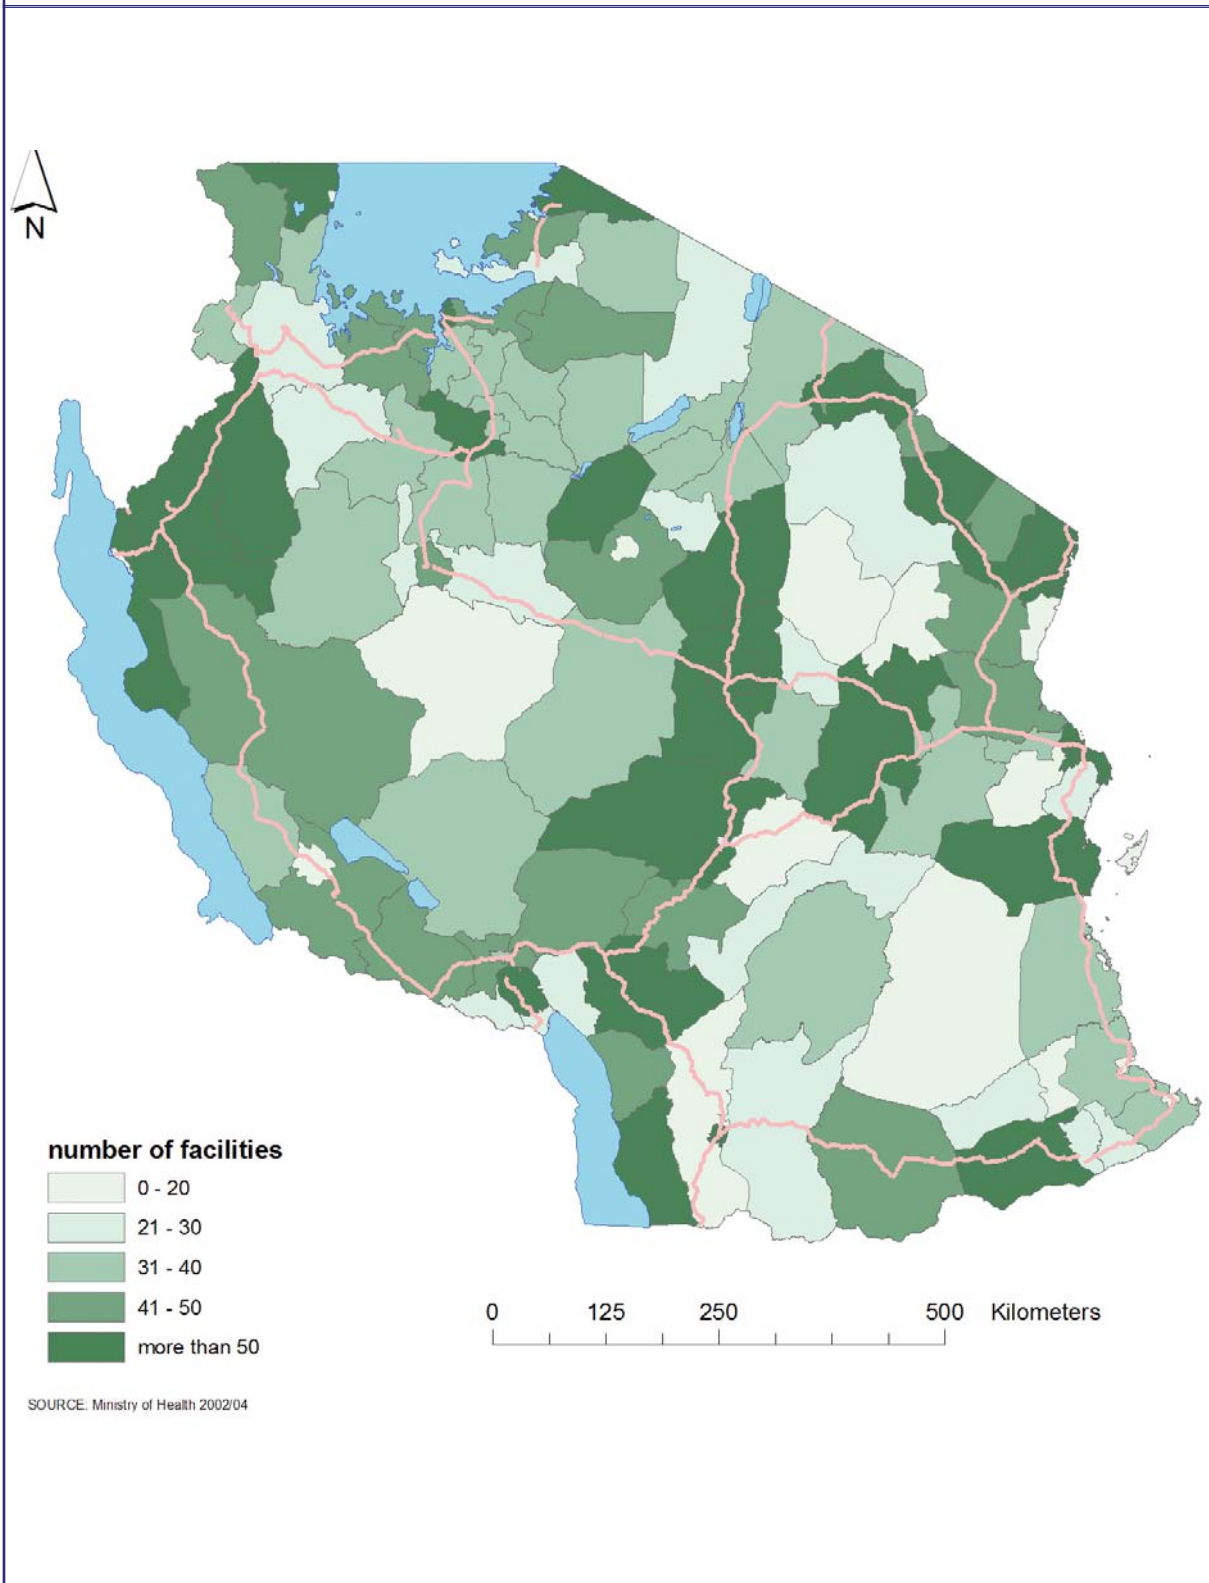 N
number of facilities
0 - 20
21 - 30
31 - 40
41 - 50
more than 50
0 125 250 500 Kilometers
SOURCE: Ministry of Health 2002/04